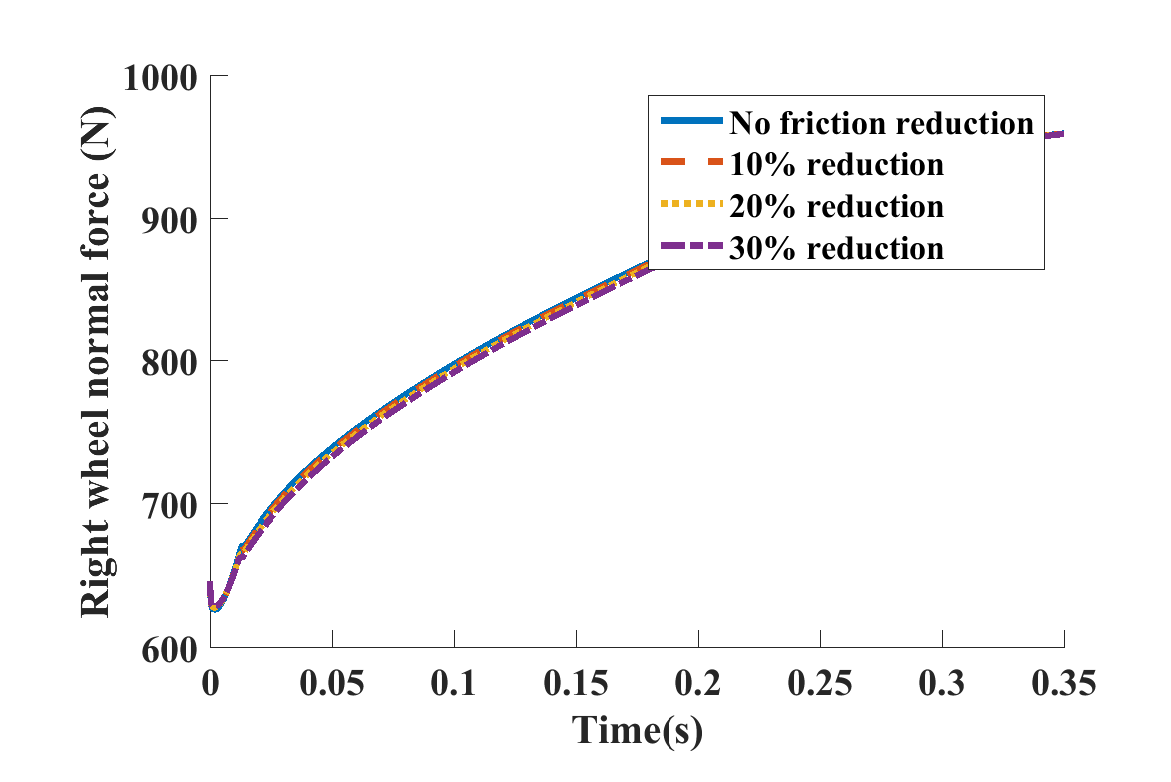 1000
900
800
700
600
Right wheel normal force (N)
No friction reduction
10% reduction
20% reduction
30% reduction
0 0.05 0.1 0.15 0.2 0.25 0.3 0.35
Time(s)